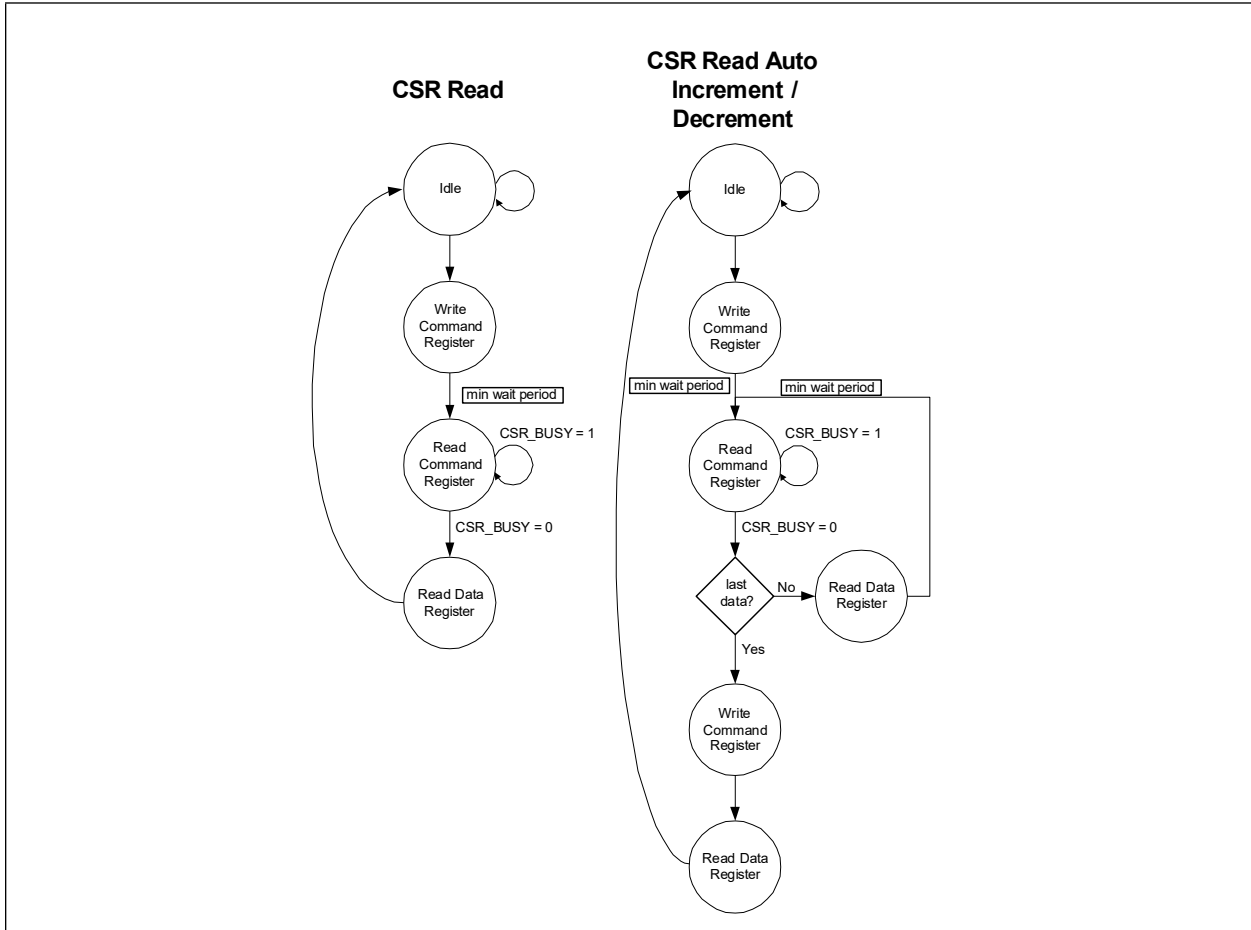 CSR Read
Idle
Write
Command
Register
min wait period
Read
Command
Register
CSR_BUSY = 1
CSR_BUSY = 0
Read Data
Register
CSR Read Auto
Increment /
Decrement
Idle
Write
Command
Register
min wait period
min wait period
Read
Command
Register
CSR_BUSY = 1
CSR_BUSY = 0
last
data?
No
Read Data
Register
Yes
Write
Command
Register
Read Data
Register